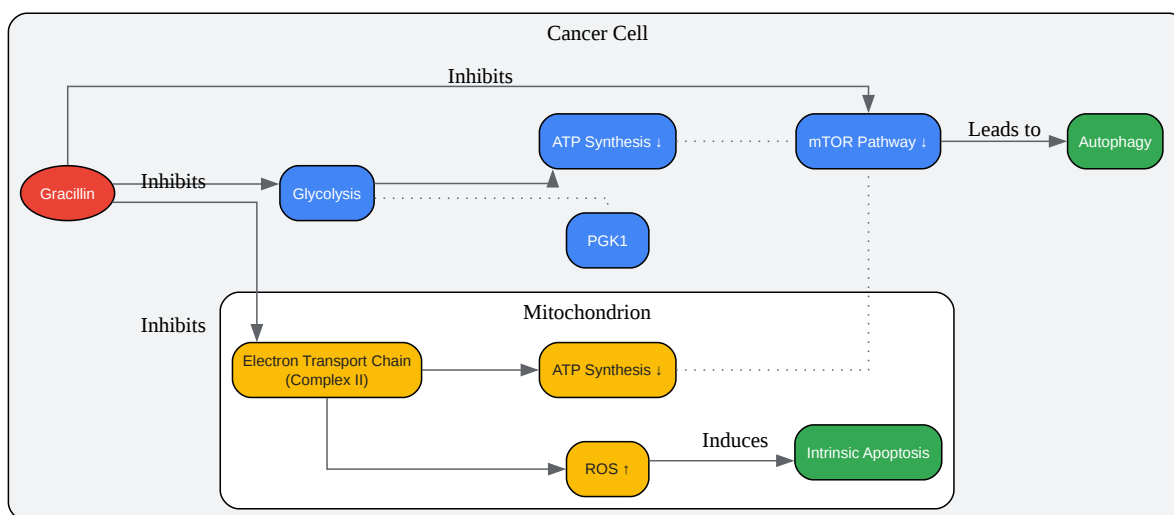 Cancer Cell
Inhibits
ATP Synthesis ↓
mTOR Pathway ↓
Leads to
Autophagy
Gracillin
Inhibits
Glycolysis
PGK1
Mitochondrion
Inhibits
Electron Transport Chain
(Complex II)
ATP Synthesis ↓
ROS ↑
Induces
Intrinsic Apoptosis